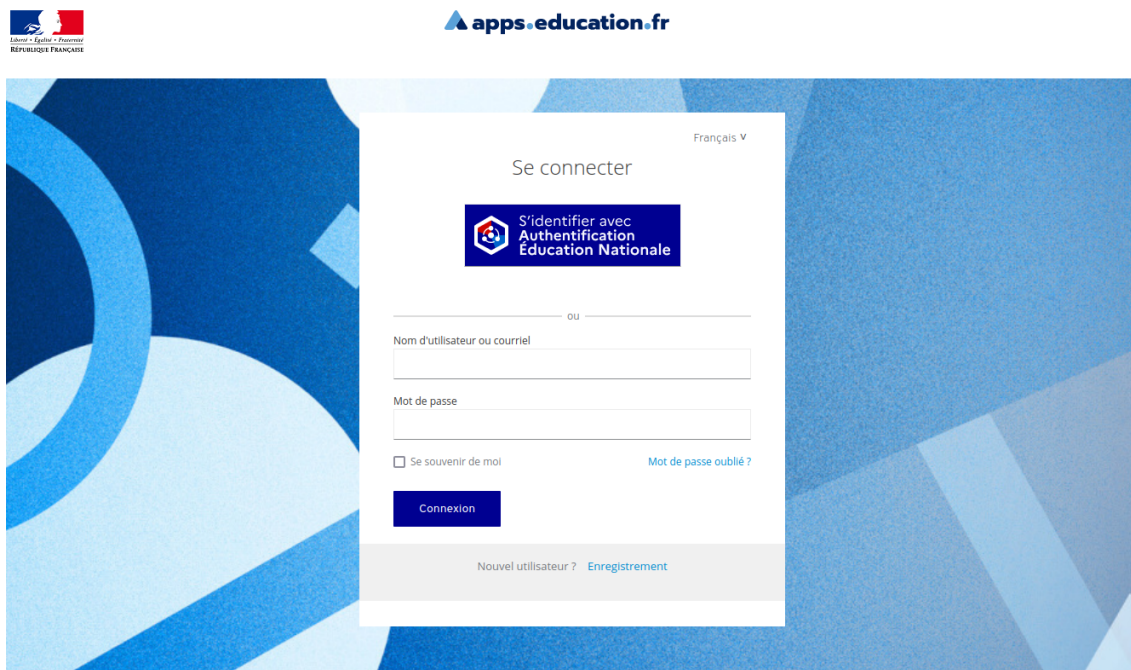 Liberté • Égalité • Fraternité
RÉPUBLIQUE FRANÇAISE
apps.education.fr
Français
Se connecter
S'identifier avec
Authentification
Éducation Nationale
ou
Nom d'utilisateur ou courriel
Mot de passe
Se souvenir de moi
Mot de passe oublié ?
Connexion
Nouvel utilisateur ? Enregistrement